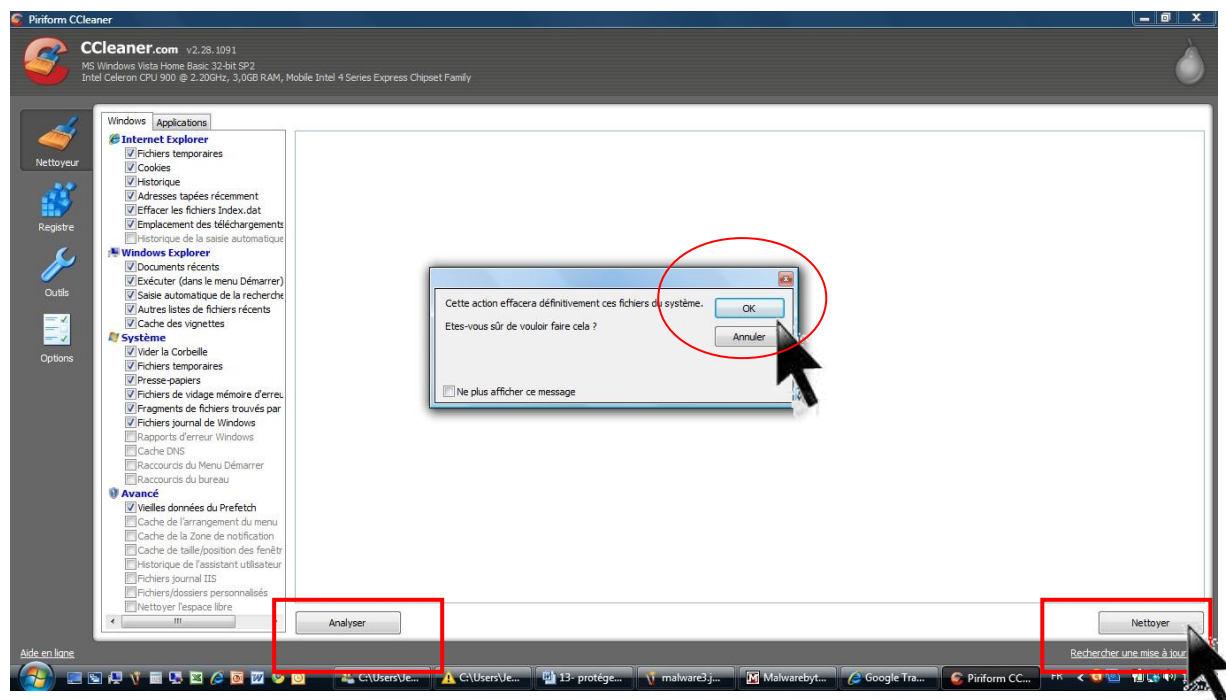 Piriform CCleaner
CCleaner.com v2.28.1091
MS Windows Vista Home Basic 32-bit SP2
Intel Celeron CPU 900 @ 2.20GHz, 3,0GB RAM, Mobile Intel 4 Series Express Chipset Family
Nettoyeur
Registre
Outils
Options
Windows
Applications
Internet Explorer
Fichiers temporaires
Cookies
Historique
Adresses tapées récemment
Effacer les fichiers Index.dat
Emplacement des téléchargements
Historique de la saisie automatique
Windows Explorer
Documents récents
Exécuter (dans le menu Démarrer)
Saisie automatique de la recherche
Autres listes de fichiers récents
Cache des vignettes
Système
Vider la Corbeille
Fichiers temporaires
Presse-papiers
Fichiers de vidage mémoire d'erreu
Fragments de fichiers trouvés par
Fichiers journal de Windows
Rapports d'erreur Windows
Cache DNS
Raccourcis du Menu Démarrer
Raccourcis du bureau
Avancé
Vieilles données du Prefetch
Cache de l'arrangement du menu
Cache de la Zone de notification
Cache de taille/position des fenêtr
Historique de l'assistant utilisateur
Fichiers journal IIS
Fichiers/dossiers personnalisés
Nettoyer l'espace libre
Cette action effacera définitivement ces fichiers du système.
Etes-vous sûr de vouloir faire cela ?
OK
Annuler
Ne plus afficher ce message
Analyser
Nettoyer
Aide en ligne
Rechercher une mise à jour
C:\Users\Je...
C:\Users\Je...
13- protége...
malware3.j...
Malwarebyt...
Google Tra...
Piriform CC...
FR